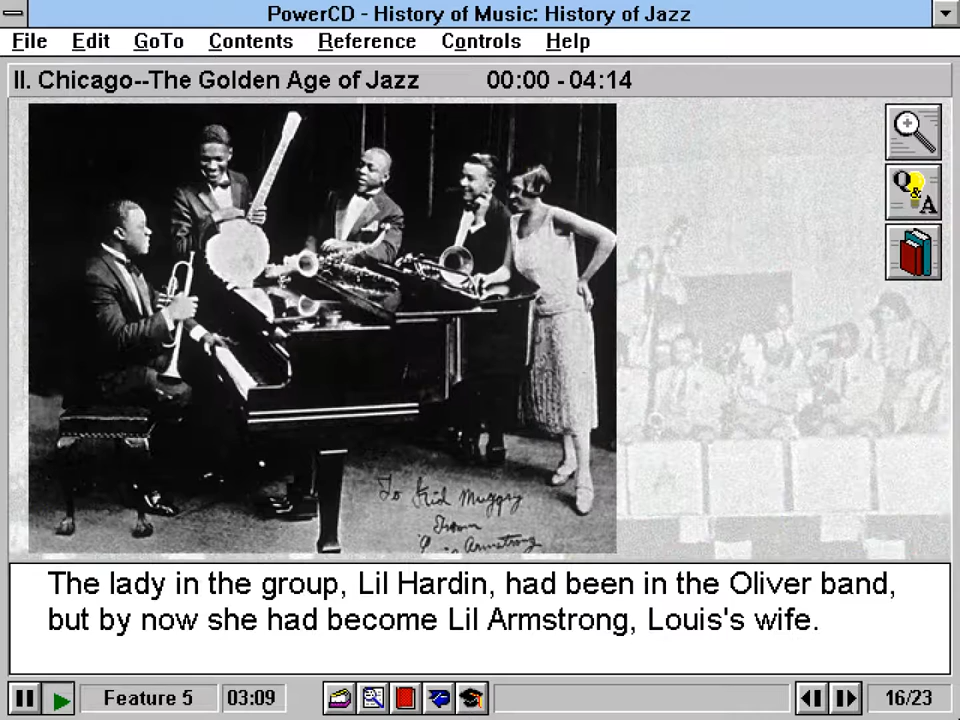 PowerCD - History of Music: History of Jazz
File Edit GoTo Contents Reference Controls Help
II. Chicago--The Golden Age of Jazz 00:00 - 04:14
Q&A
To Kid Muggsy
From
Armstrong
The lady in the group, Lil Hardin, had been in the Oliver band,
but by now she had become Lil Armstrong, Louis's wife.
Feature 5 03:09 16/23